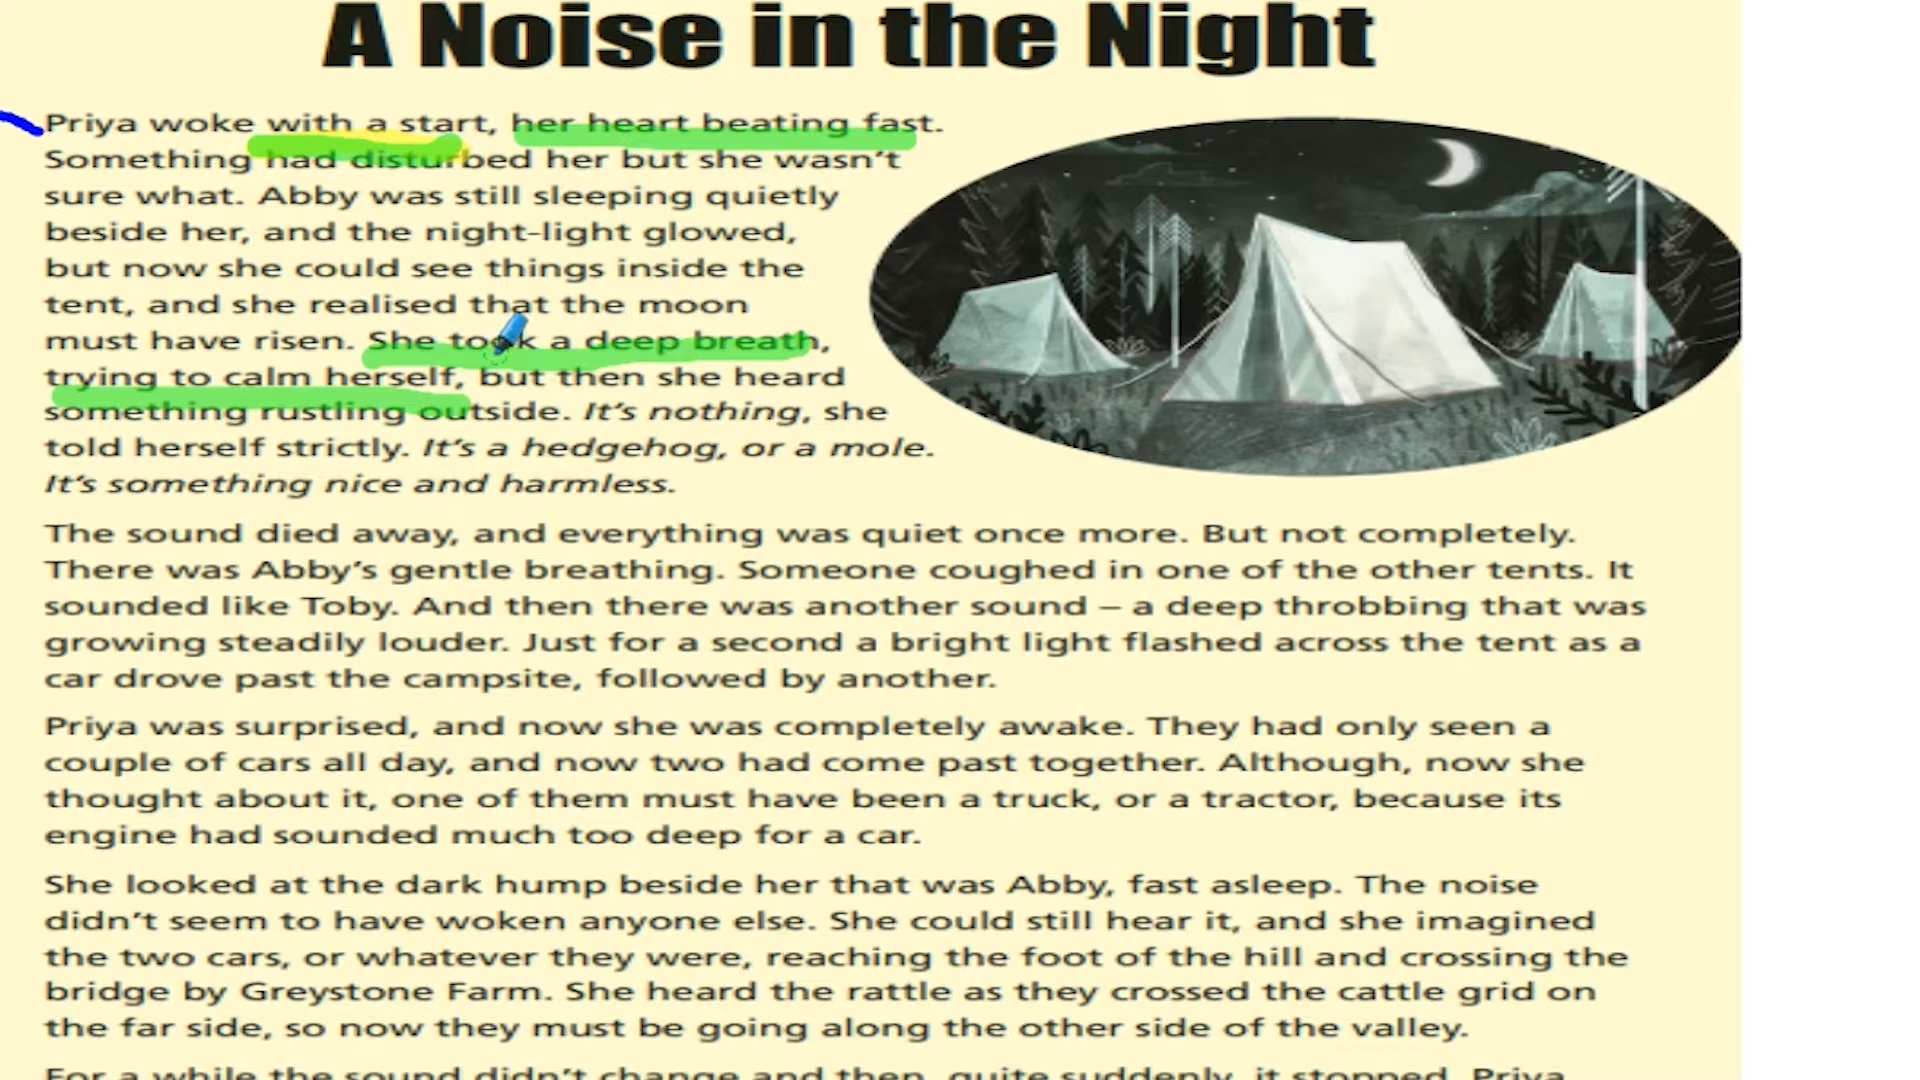 A Noise in the Night
Priya woke with a start, her heart beating fast.
Something had disturbed her but she wasn't
sure what. Abby was still sleeping quietly
beside her, and the night-light glowed,
but now she could see things inside the
tent, and she realised that the moon
must have risen. She took a deep breath,
trying to calm herself, but then she heard
something rustling outside. It's nothing, she
told herself strictly. It's a hedgehog, or a mole.
It's something nice and harmless.
The sound died away, and everything was quiet once more. But not completely.
There was Abby's gentle breathing. Someone coughed in one of the other tents. It
sounded like Toby. And then there was another sound – a deep throbbing that was
growing steadily louder. Just for a second a bright light flashed across the tent as a
car drove past the campsite, followed by another.
Priya was surprised, and now she was completely awake. They had only seen a
couple of cars all day, and now two had come past together. Although, now she
thought about it, one of them must have been a truck, or a tractor, because its
engine had sounded much too deep for a car.
She looked at the dark hump beside her that was Abby, fast asleep. The noise
didn't seem to have woken anyone else. She could still hear it, and she imagined
the two cars, or whatever they were, reaching the foot of the hill and crossing the
bridge by Greystone Farm. She heard the rattle as they crossed the cattle grid on
the far side, so now they must be going along the other side of the valley.
For a while the sound didn't change and then, quite suddenly, it stopped. Priya